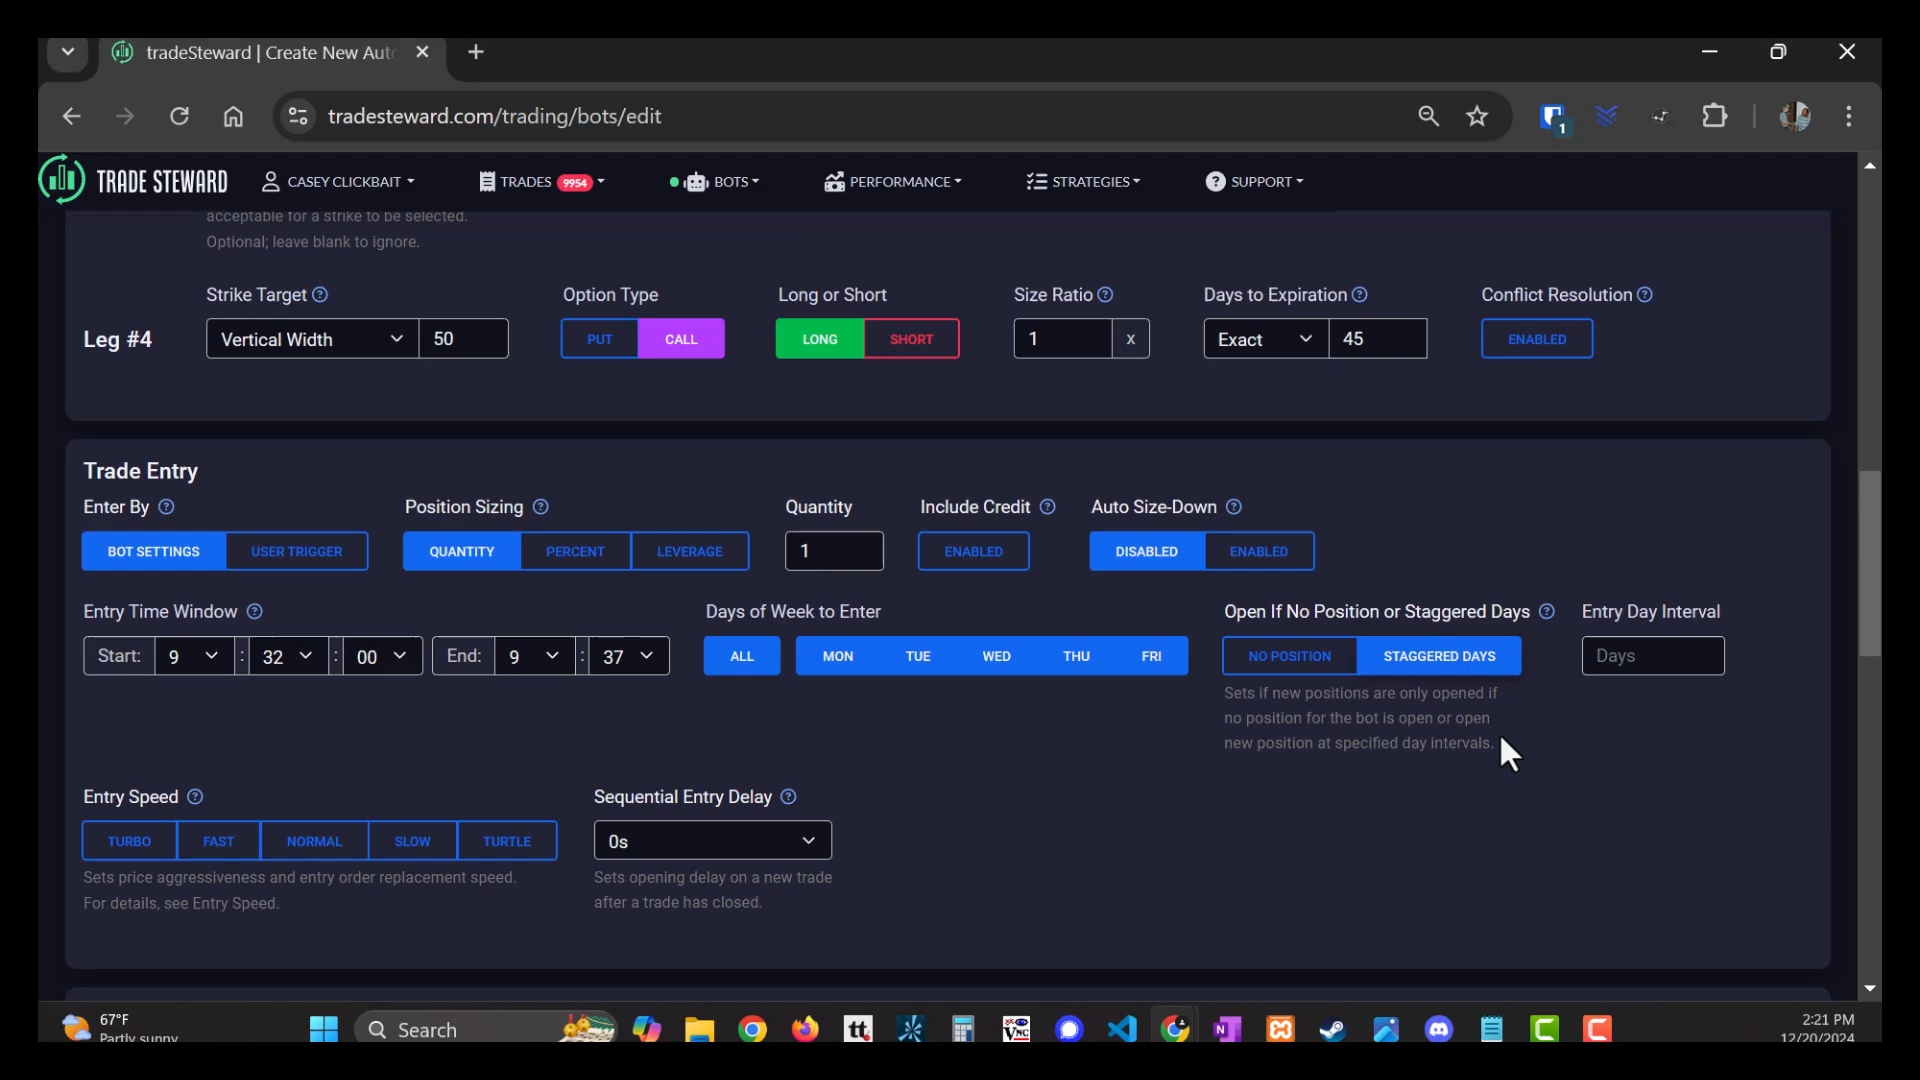 tradeSteward | Create New Aut
tradesteward.com/trading/bots/edit
1
TRADE STEWARD
CASEY CLICKBAIT
TRADES 9954
BOTS
PERFORMANCE
STRATEGIES
SUPPORT
acceptable for a strike to be selected.
Optional; leave blank to ignore.
Strike Target
Option Type
Long or Short
Size Ratio
Days to Expiration
Conflict Resolution
Leg #4
Vertical Width
50
PUT
CALL
LONG
SHORT
1
x
Exact
45
ENABLED
Trade Entry
Enter By
Position Sizing
Quantity
Include Credit
Auto Size-Down
BOT SETTINGS
USER TRIGGER
QUANTITY
PERCENT
LEVERAGE
1
ENABLED
DISABLED
ENABLED
Entry Time Window
Days of Week to Enter
Open If No Position or Staggered Days
Entry Day Interval
Start: 9 : 32 : 00
End: 9 : 37
ALL
MON
TUE
WED
THU
FRI
NO POSITION
STAGGERED DAYS
Days
Sets if new positions are only opened if
no position for the bot is open or open
new position at specified day intervals.
Entry Speed
Sequential Entry Delay
TURBO
FAST
NORMAL
SLOW
TURTLE
0s
Sets price aggressiveness and entry order replacement speed.
For details, see Entry Speed.
Sets opening delay on a new trade
after a trade has closed.
67°F
Partly sunny
Search
tt
VNC
2:21 PM
12/20/2024